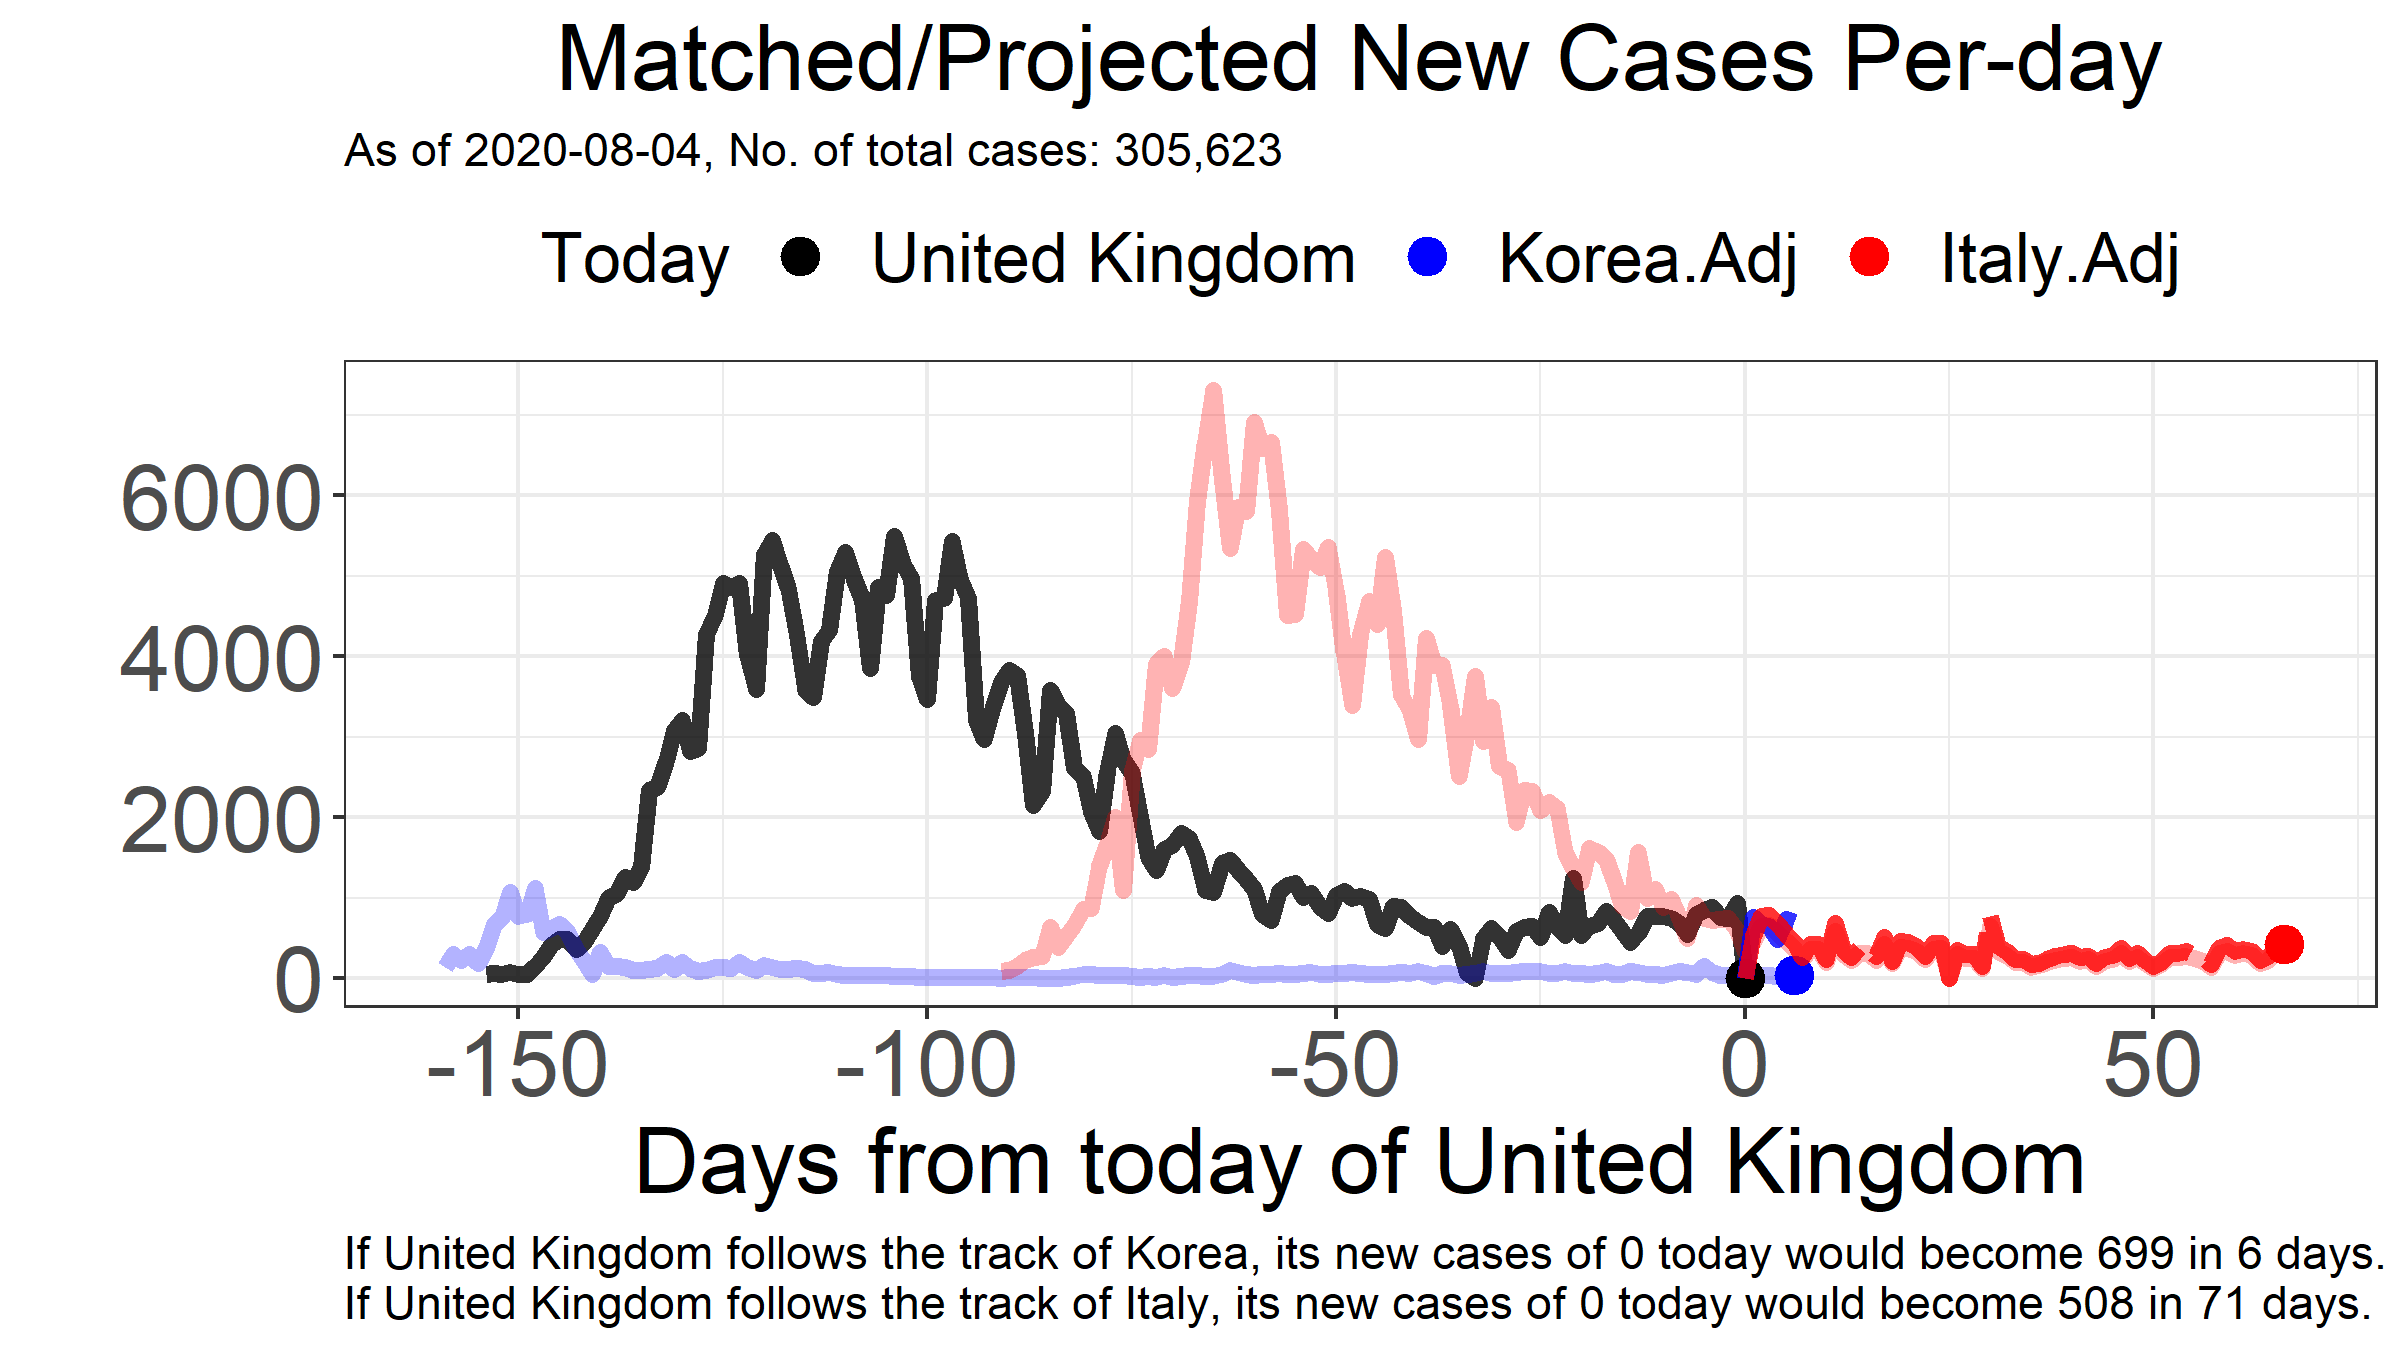 Matched/Projected New Cases Per-day
As of 2020-08-04, No. of total cases: 305,623
Today United Kingdom Korea.Adj Italy.Adj
6000
4000
2000
0
-150 -100 -50 0 50
Days from today of United Kingdom
If United Kingdom follows the track of Korea, its new cases of 0 today would become 699 in 6 days.
If United Kingdom follows the track of Italy, its new cases of 0 today would become 508 in 71 days.